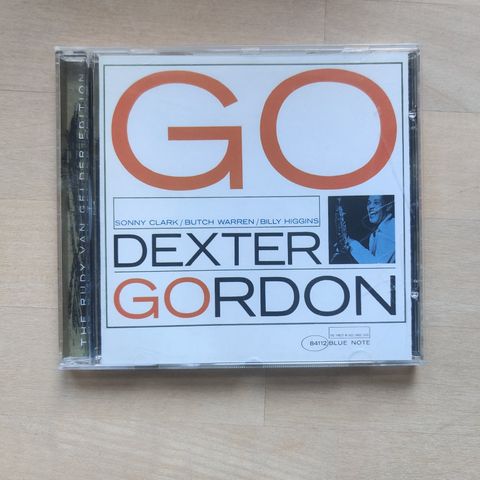 GO
SONNY CLARK/BUTCH WARREN/BILLY HIGGINS
DEXTER
GORDON
84112 BLUE NOTE
THE RUDY VAN GELDER EDITION